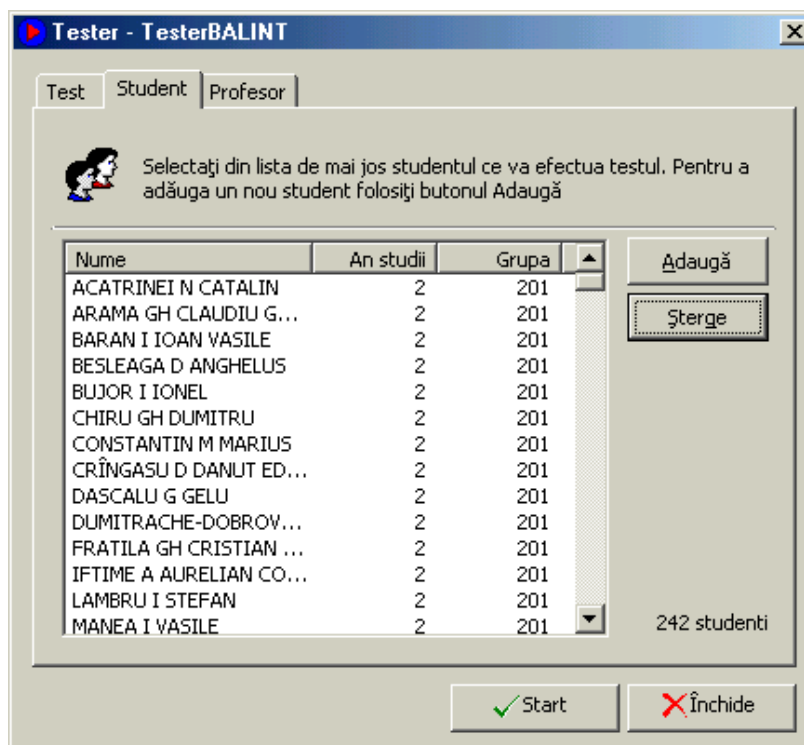 Tester - TesterBALINT
Test Student Profesor
Selectaţi din lista de mai jos studentul ce va efectua testul. Pentru a
adăuga un nou student folosiţi butonul Adaugă
Nume An studii Grupa
ACATRINEI N CATALIN 2 201
ARAMA GH CLAUDIU G... 2 201
BARAN I IOAN VASILE 2 201
BESLEAGA D ANGHELUS 2 201
BUJOR I IONEL 2 201
CHIRU GH DUMITRU 2 201
CONSTANTIN M MARIUS 2 201
CRÎNGASU D DANUT ED... 2 201
DASCALU G GELU 2 201
DUMITRACHE-DOBROV... 2 201
FRATILA GH CRISTIAN ... 2 201
IFTIME A AURELIAN CO... 2 201
LAMBRU I STEFAN 2 201
MANEA I VASILE 2 201
Adaugă
Şterge
242 studenti
Start
Închide